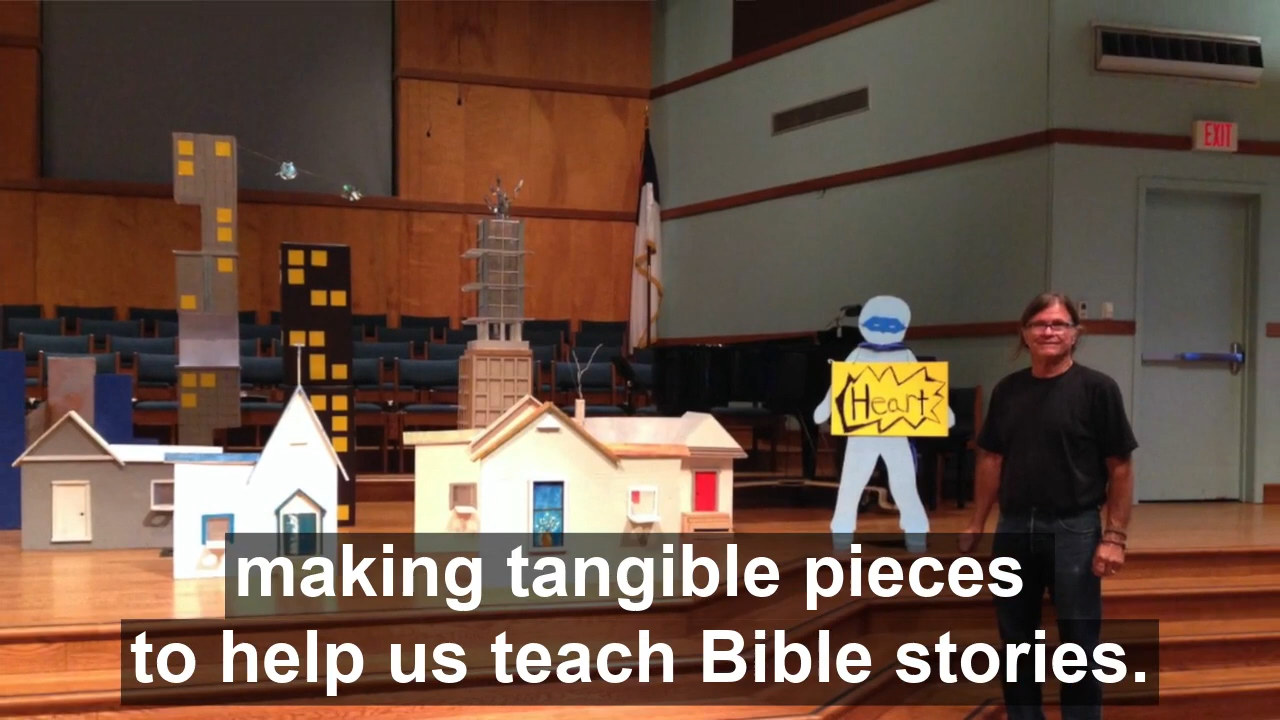 EXIT
Heart
making tangible pieces
to help us teach Bible stories.